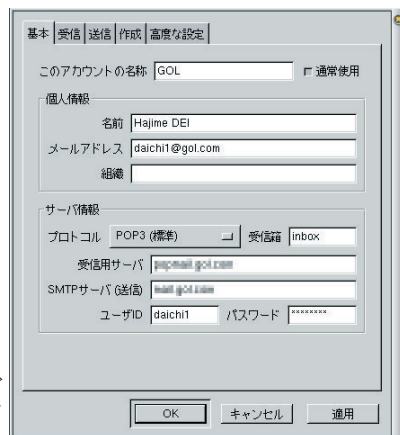 基本 受信 送信 作成 高度な設定
このアカウントの名称 GOL 通常使用
個人情報
名前 Hajime DEI
メールアドレス daichi1@gol.com
組織
サーバ情報
プロトコル POP3 (標準) 受信箱 inbox
受信用サーバ
SMTPサーバ (送信)
ユーザID daichi1 パスワード ********
OK キャンセル 適用